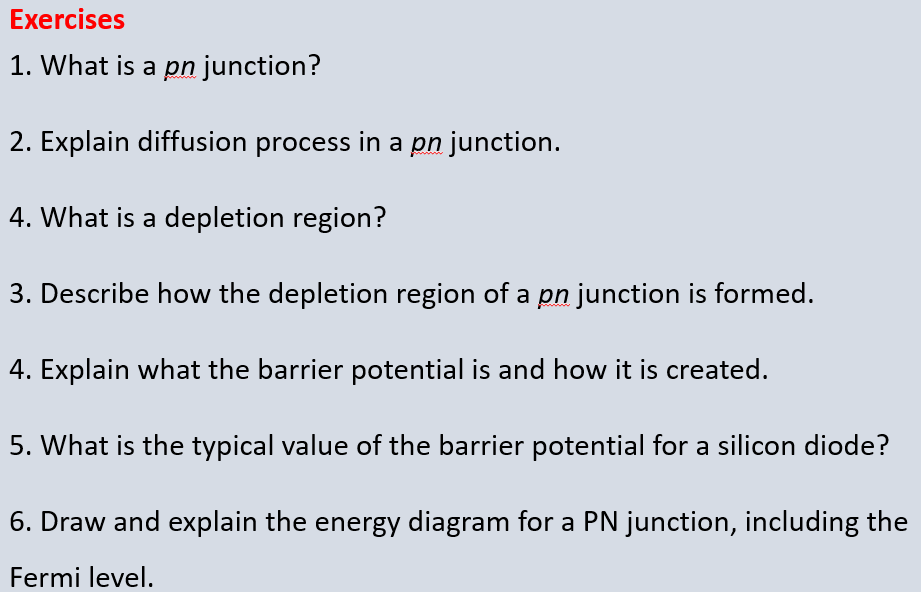 Exercises
1. What is a pn junction?
2. Explain diffusion process in a pn junction.
4. What is a depletion region?
3. Describe how the depletion region of a pn junction is formed.
4. Explain what the barrier potential is and how it is created.
5. What is the typical value of the barrier potential for a silicon diode?
6. Draw and explain the energy diagram for a PN junction, including the
Fermi level.